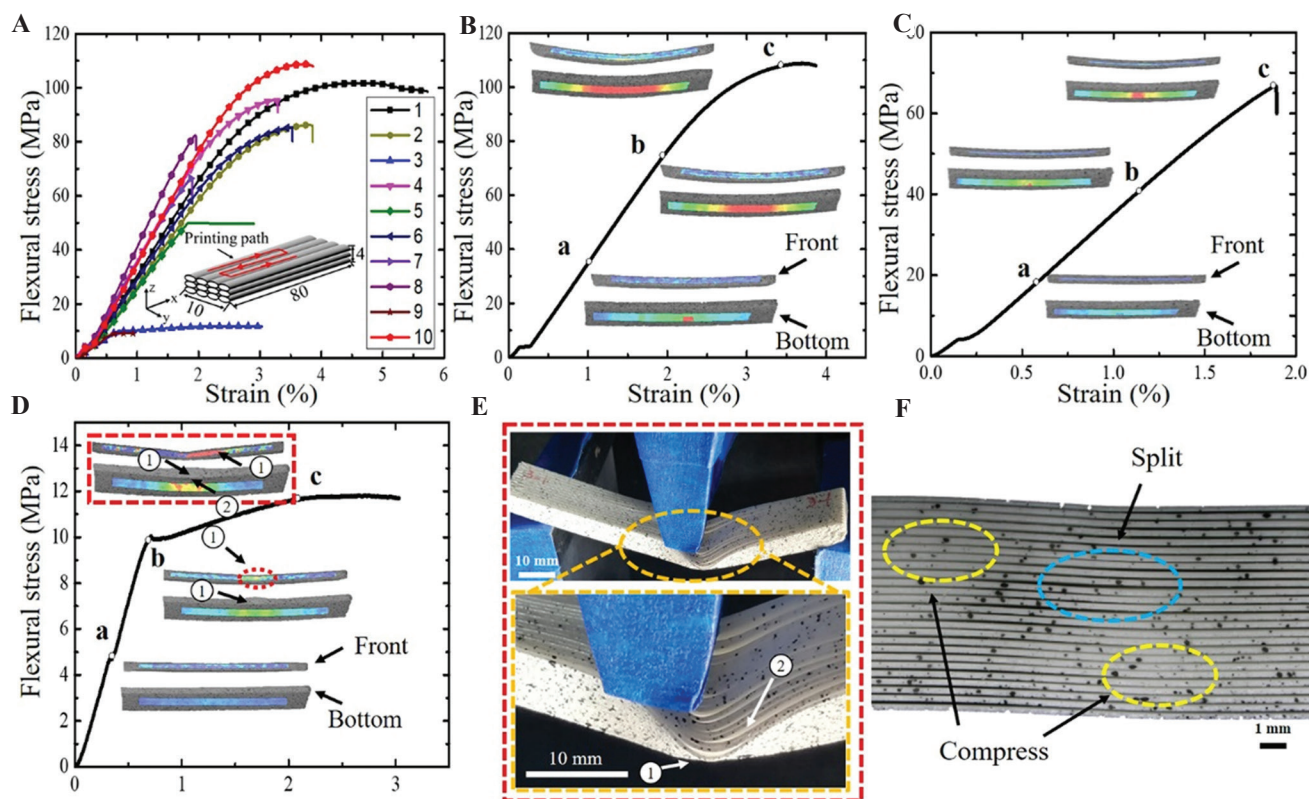 A
Flexural stress (MPa)
120
100
80
60
40
20
0
Printing path
z
x
y
10
80
4
1
2
3
4
5
6
7
8
9
10
0 1 2 3 4 5 6
Strain (%)
B
Flexural stress (MPa)
120
100
80
60
40
20
0
a
b
c
Front
Bottom
0 1 2 3 4
Strain (%)
C
Flexural stress (MPa)
80
60
40
20
0
a
b
c
Front
Bottom
0.0 0.5 1.0 1.5 2.0
Strain (%)
D
Flexural stress (MPa)
14
12
10
8
6
4
2
0
1
1
2
c
1
b
1
a
Front
Bottom
0 1 2 3
Strain (%)
E
10 mm
2
10 mm
1
F
Split
Compress
1 mm